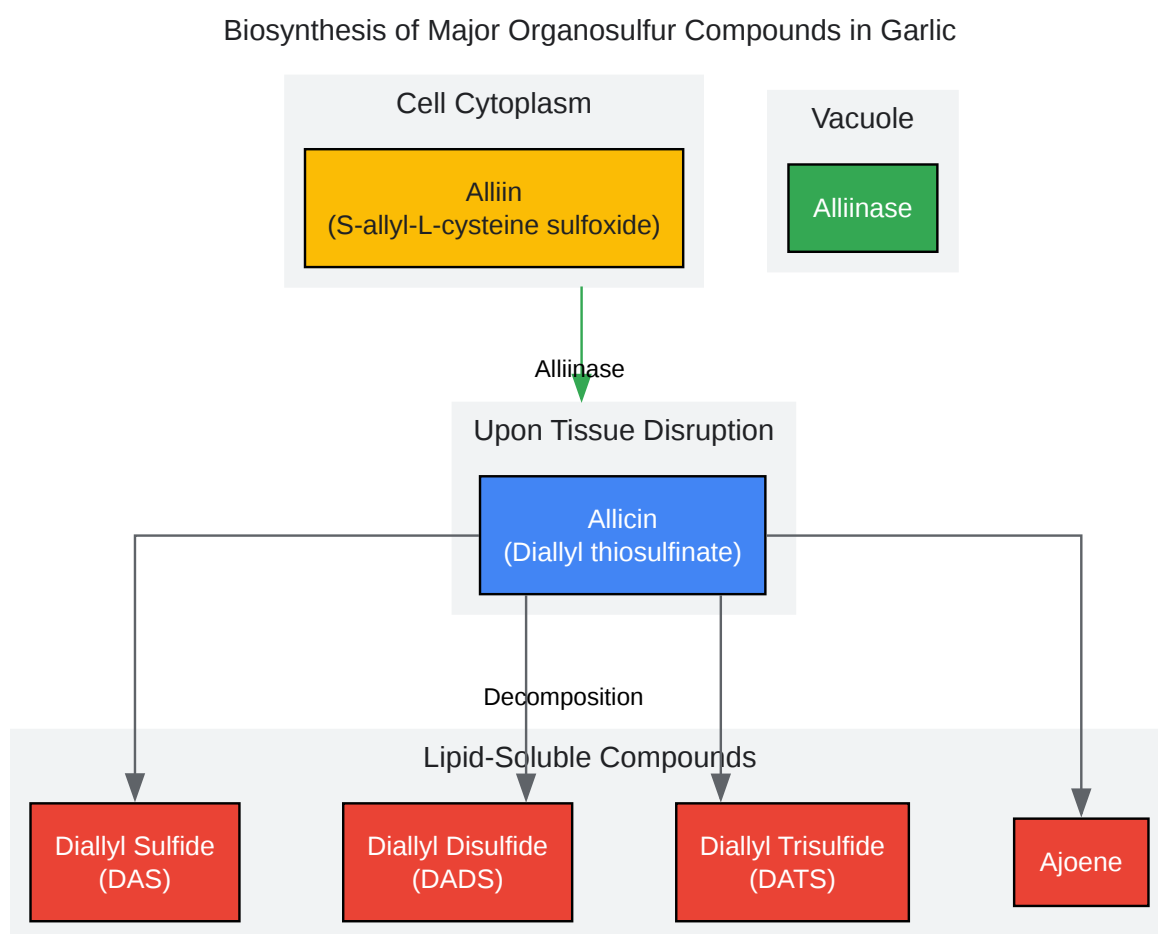 Biosynthesis of Major Organosulfur Compounds in Garlic
Cell Cytoplasm
Vacuole
Alliin
(S-allyl-L-cysteine sulfoxide)
Alliinase
Alliinase
Upon Tissue Disruption
Allicin
(Diallyl thiosulfinate)
Decomposition
Lipid-Soluble Compounds
Diallyl Sulfide
(DAS)
Diallyl Disulfide
(DADS)
Diallyl Trisulfide
(DATS)
Ajoene